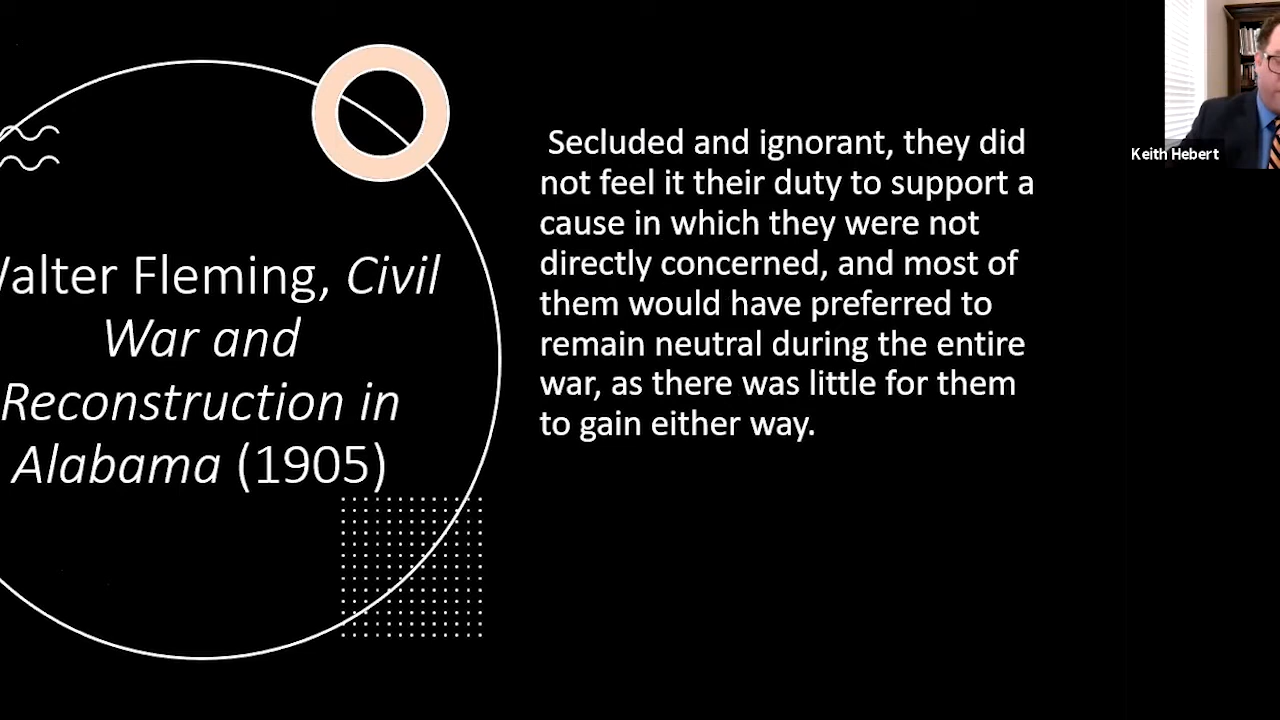 alter Fleming, Civil
War and
Reconstruction in
Alabama (1905)
Secluded and ignorant, they did
not feel it their duty to support a
cause in which they were not
directly concerned, and most of
them would have preferred to
remain neutral during the entire
war, as there was little for them
to gain either way.
Keith Hebert